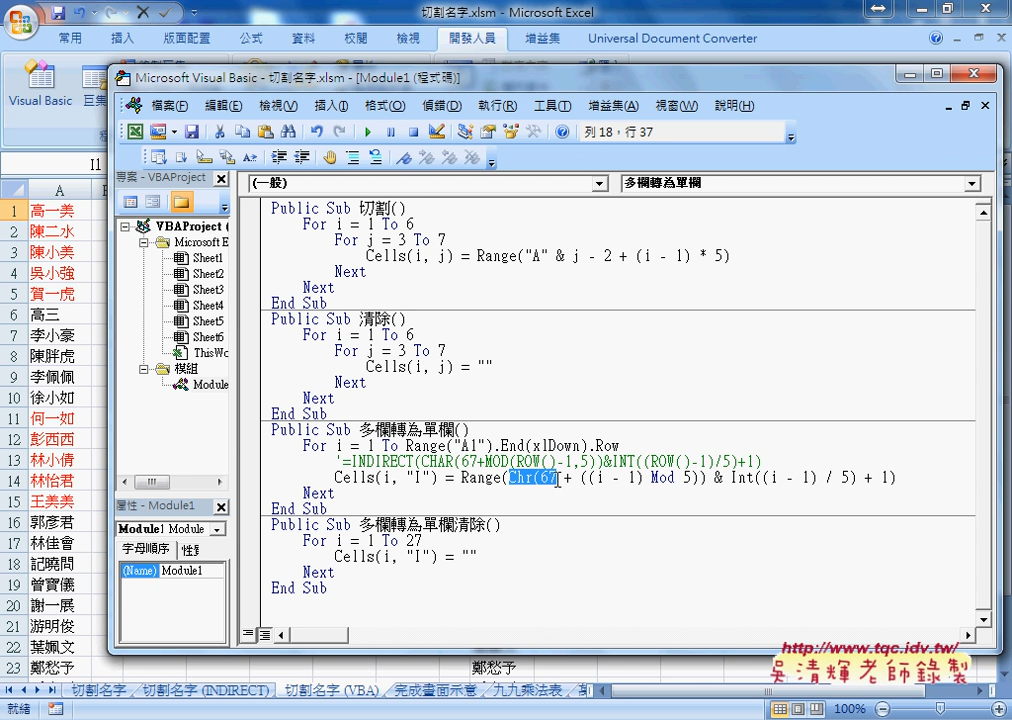 切割名字.xlsm - Microsoft Excel
常用 插入 版面配置 公式 資料 校閱 檢視 開發人員 增益集 Universal Document Converter
Visual Basic 巨集
Microsoft Visual Basic - 切割名字.xlsm - [Module1 (程式碼)]
檔案(F) 編輯(E) 檢視(V) 插入(I) 格式(O) 偵錯(D) 執行(R) 工具(T) 增益集(A) 視窗(W) 說明(H)
列 18，行 37
I1
專案 - VBAProject
(一般) 多欄轉為單欄
VBAProject (
Microsoft E
Sheet1
Sheet2
Sheet3
Sheet4
Sheet5
Sheet6
ThisWo
模組
Module
屬性 - Module1
Module1 Module
字母順序
(Name) Module1
Public Sub 切割()
For i = 1 To 6
For j = 3 To 7
Cells(i, j) = Range("A" & j - 2 + (i - 1) * 5)
Next
Next
End Sub
Public Sub 清除()
For i = 1 To 6
For j = 3 To 7
Cells(i, j) = ""
Next
Next
End Sub
Public Sub 多欄轉為單欄()
For i = 1 To Range("A1").End(xlDown).Row
'=INDIRECT(CHAR(67+MOD(ROW()-1,5))&INT((ROW()-1)/5)+1)
Cells(i, "I") = Range(Chr(67 + ((i - 1) Mod 5)) & Int((i - 1) / 5) + 1)
Next
End Sub
Public Sub 多欄轉為單欄清除()
For i = 1 To 27
Cells(i, "I") = ""
Next
End Sub
A
1 高一美
2 陳二水
3 陳小美
4 吳小強
5 賀一虎
6 高三
7 李小豪
8 陳胖虎
9 李佩佩
10 徐小如
11 何一如
12 彭西西
13 林小倩
14 林怡君
15 王美美
16 郭彥君
17 林佳會
18 記曉問
19 曾寶儀
20 謝一展
21 游明俊
22 葉姵文
23 鄭愁予 鄭愁予
http://www.tqc.idv.tw/
吳清輝老師錄製
切割名字 切割名字 (INDIRECT) 切割名字 (VBA) 完成畫面示意 九九乘法表
就緒 100%